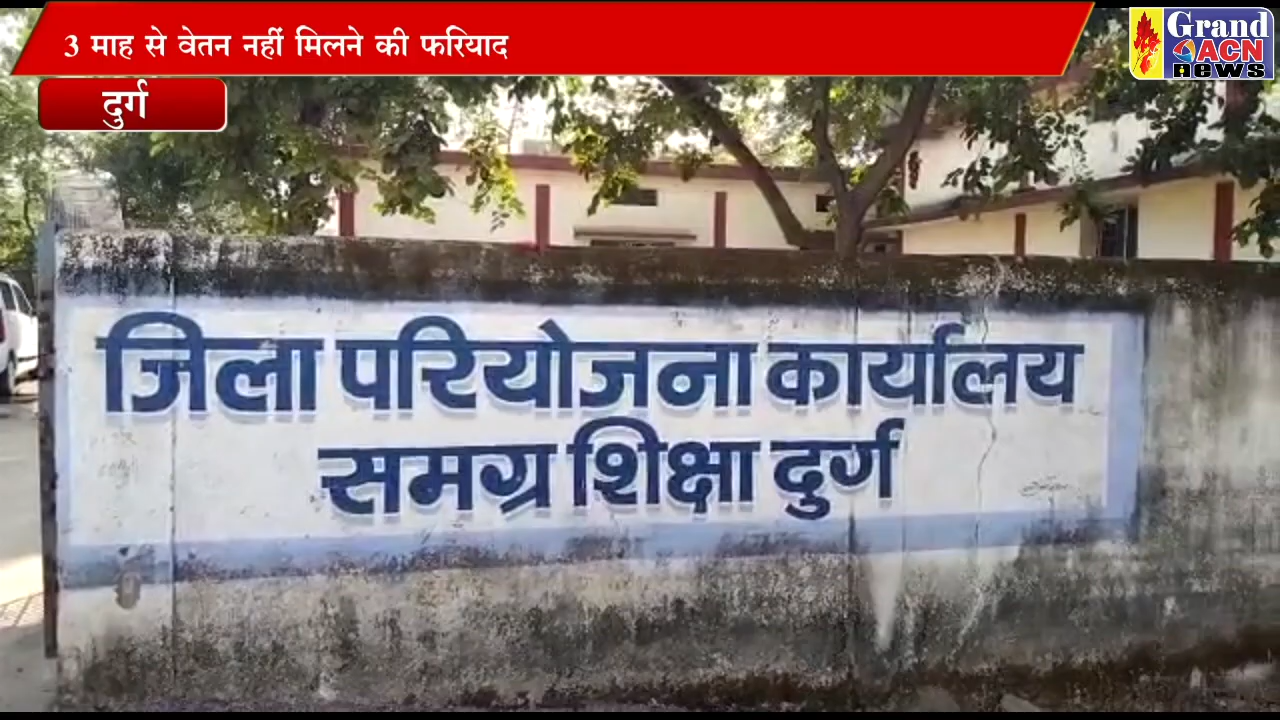 3 माह से वेतन नहीं मिलने की फरियाद
Grand
ACN
news
दुर्ग
जिला परियोजना कार्यालय
समग्र शिक्षा दुर्ग